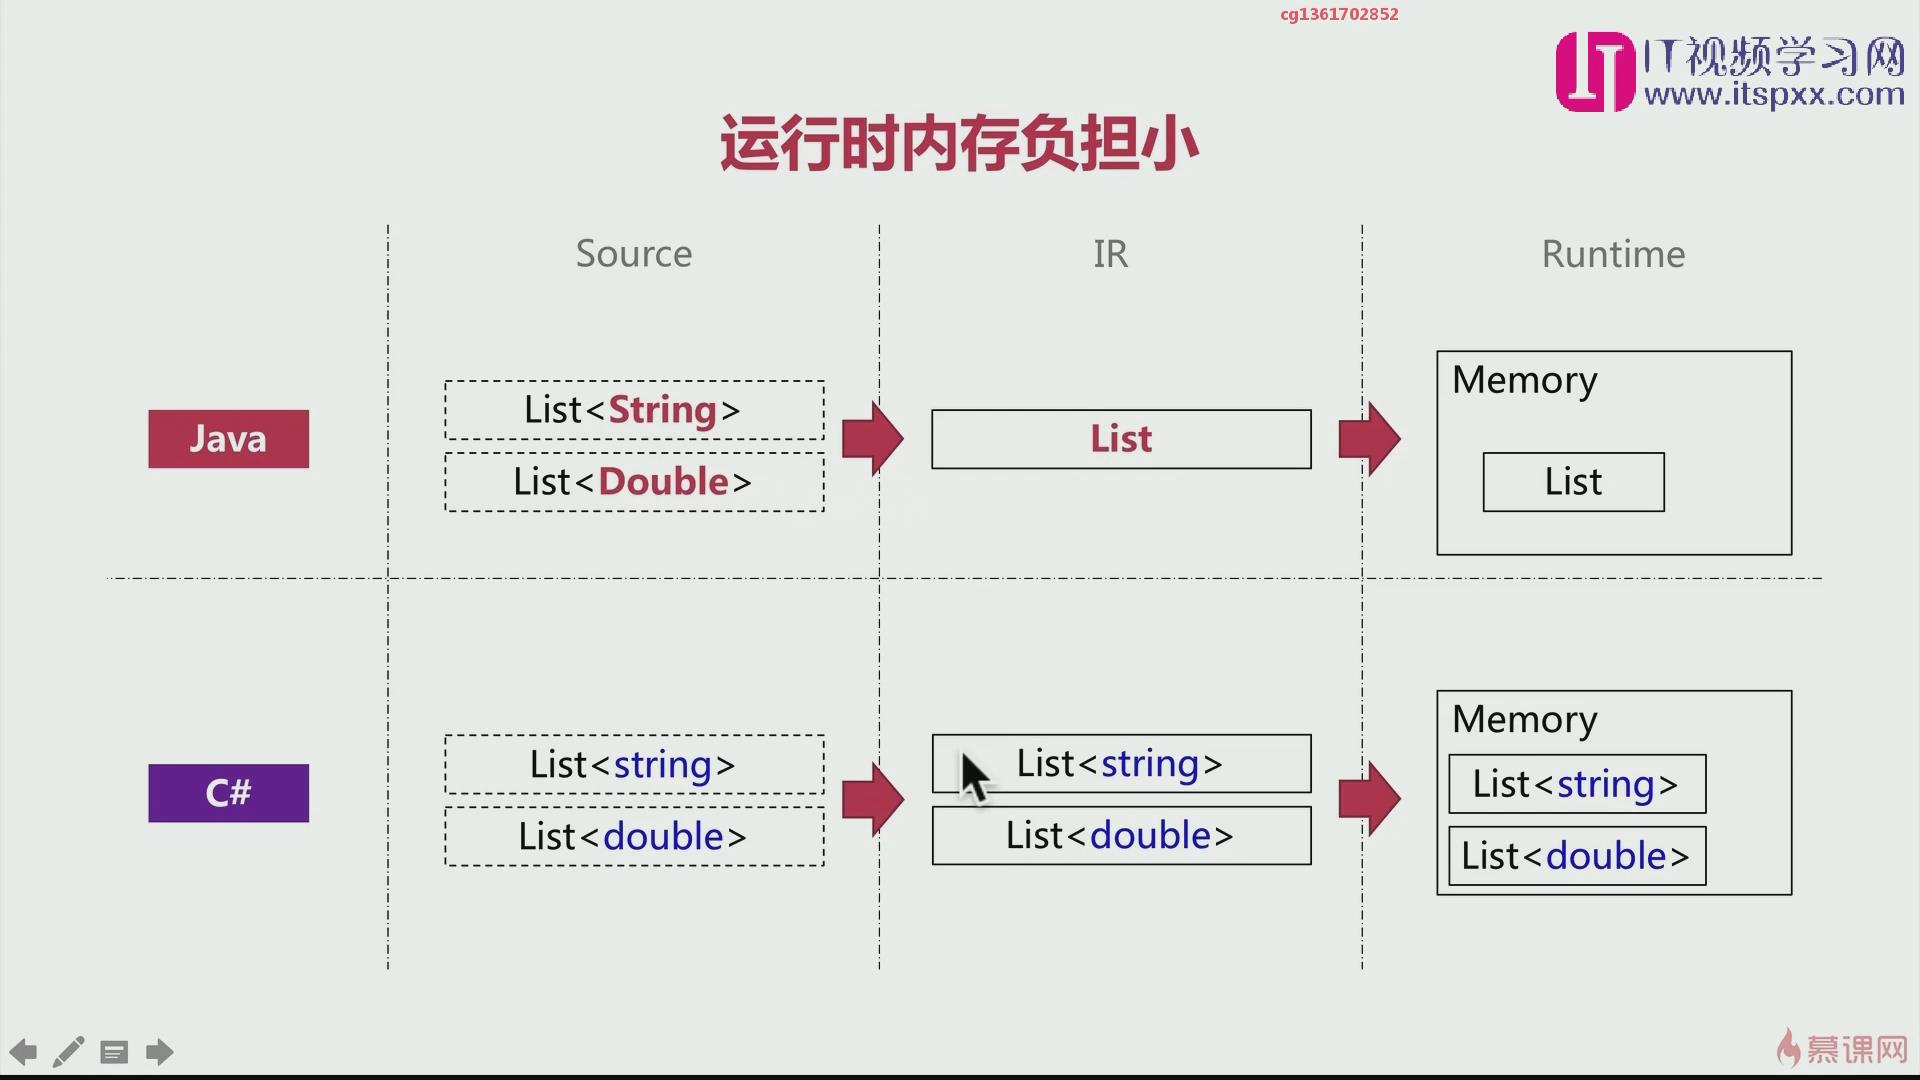 cg1361702852
IT视频学习网
www.itspxx.com
运行时内存负担小
Source
IR
Runtime
Java
List<String>
List<Double>
List
Memory
List
C#
List<string>
List<double>
List<string>
List<double>
Memory
List<string>
List<double>
慕课网